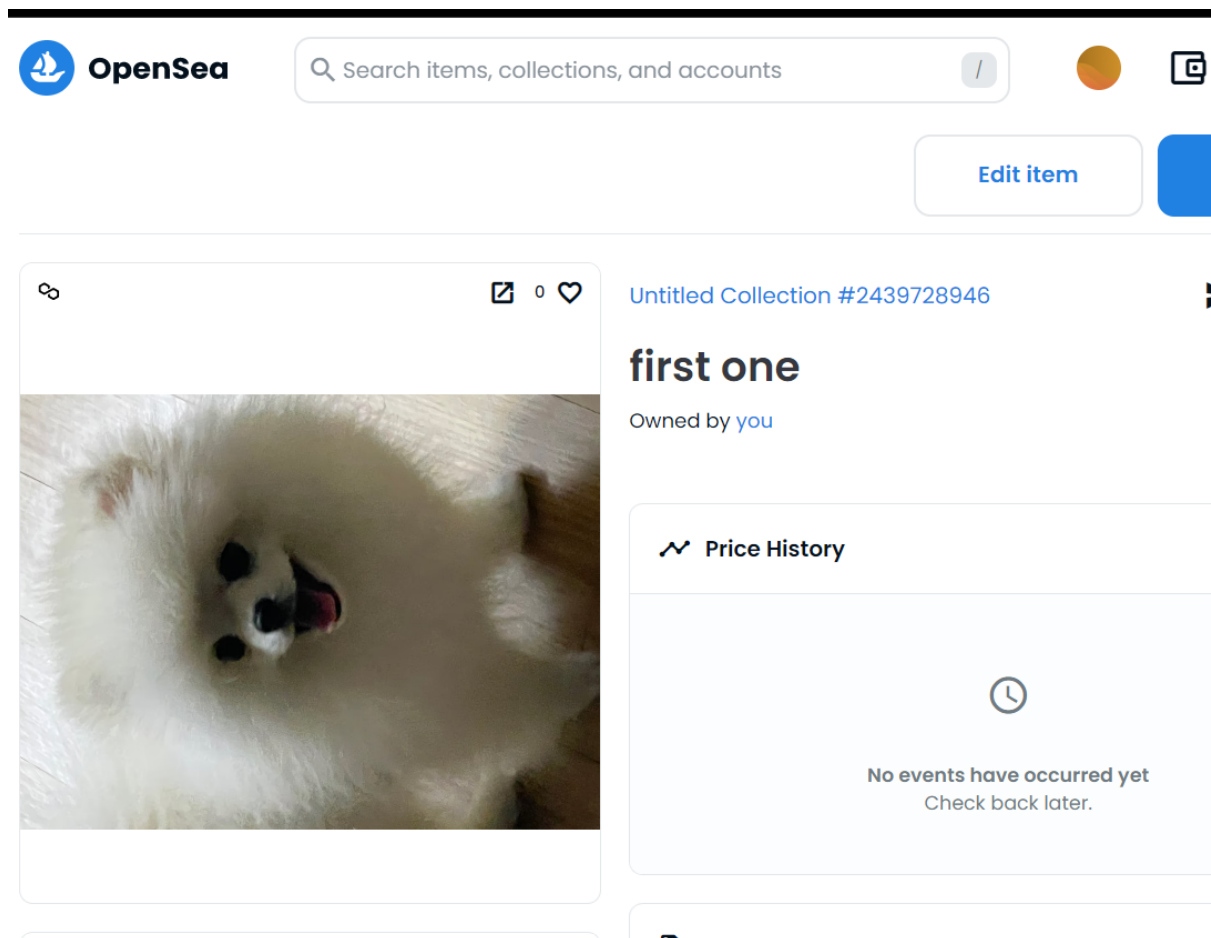 OpenSea
Search items, collections, and accounts
/
Edit item
0
Untitled Collection #2439728946
first one
Owned by you
Price History
No events have occurred yet
Check back later.